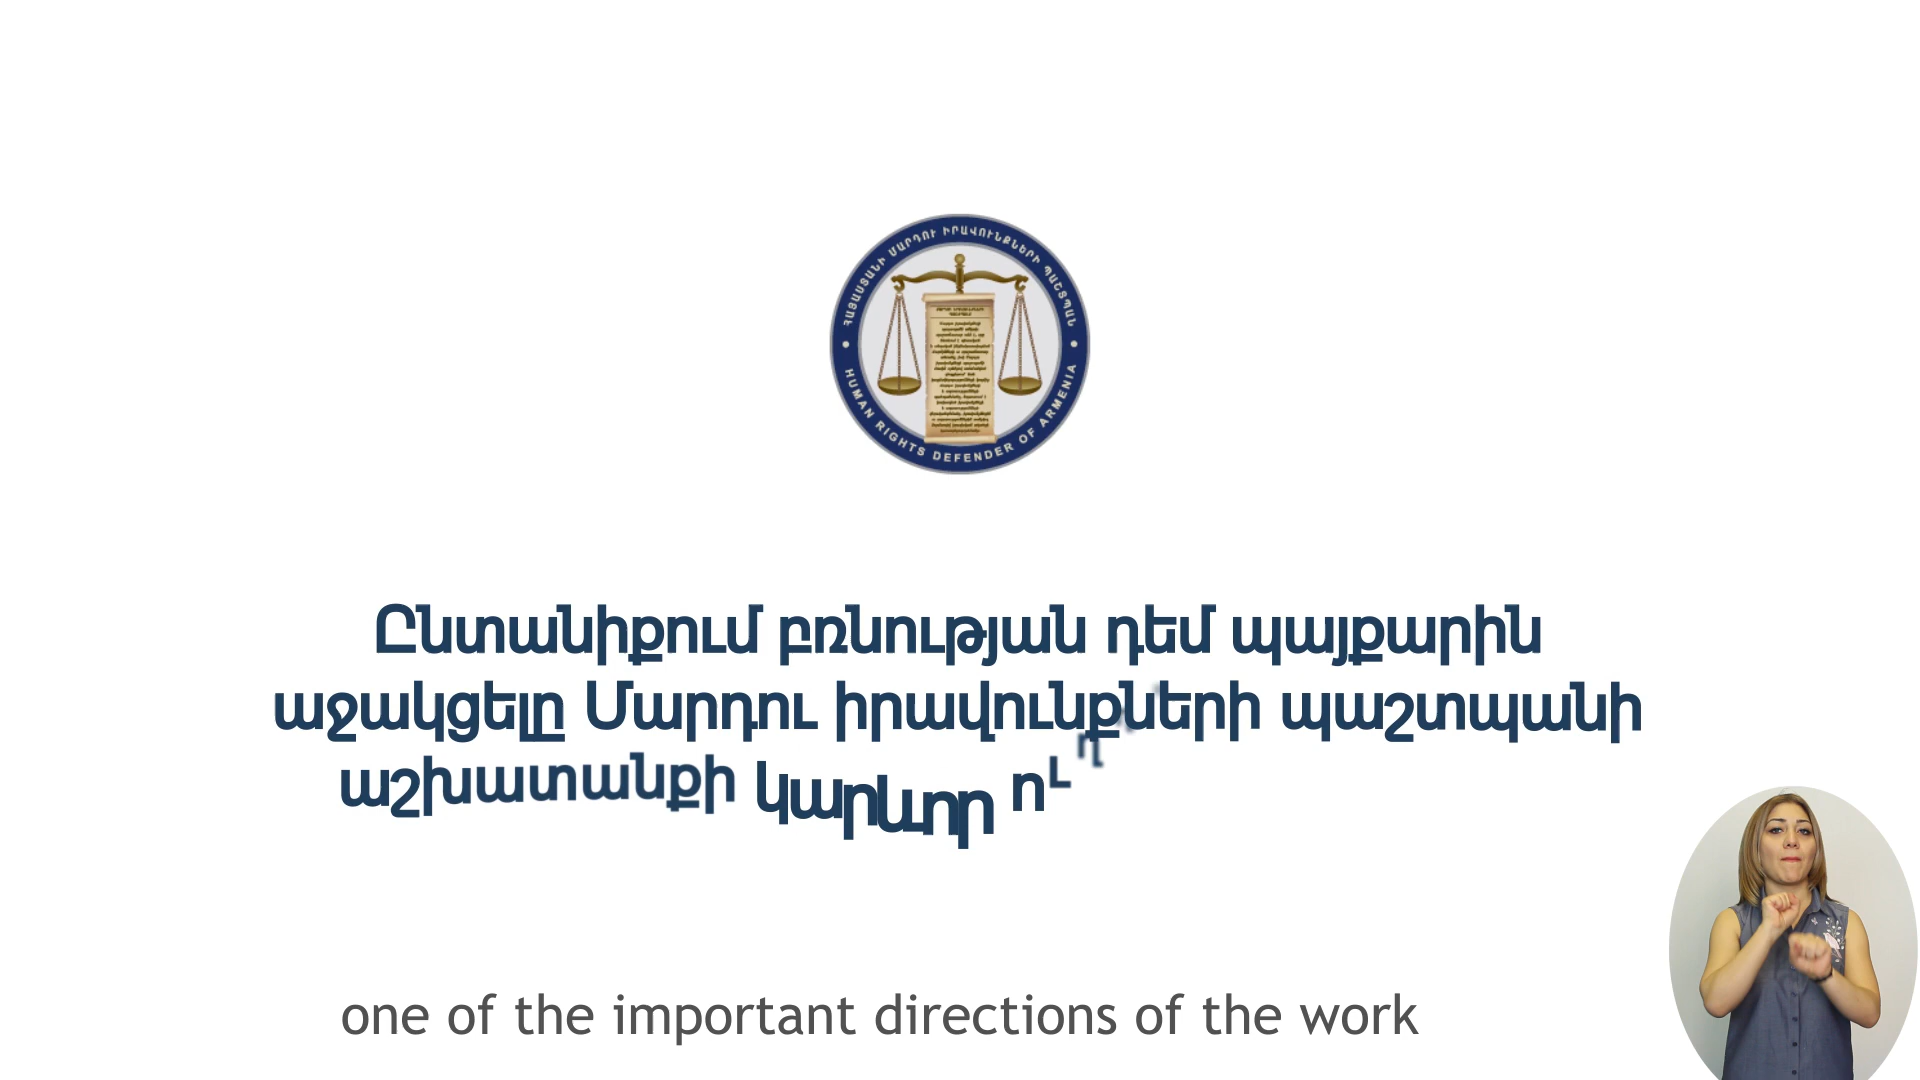 ՀԱՅԱՍՏԱՆԻ ՄԱՐԴՈՒ ԻՐԱՎՈՒՆՔՆԵՐԻ ՊԱՇՏՊԱՆ
HUMAN RIGHTS DEFENDER OF ARMENIA
Ընտանիքում բռնության դեմ պայքարին
աջակցելը Մարդու իրավունքների պաշտպանի
աշխատանքի կարևոր ուղ
one of the important directions of the work